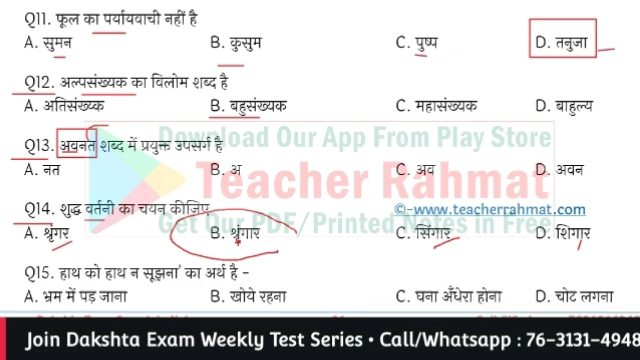 Q11. फूल का पर्यायवाची नहीं है
A. सुमन B. कुसुम C. पुष्प D. तनुजा
Q12. अल्पसंख्यक का विलोम शब्द है
A. अतिसंख्य्क B. बहुसंख्यक C. महासंख्यक D. बाहुल्य
Q13. अवनत शब्द में प्रयुक्त उपसर्ग है
Download Our App From Play Store
A. नत B. अ C. अव D. अवन
Teacher Rahmat
Q14. शुद्ध वर्तनी का चयन कीजिए
©-www.teacherrahmat.com
Get Our PDF/Printed Notes in Front
A. श्रृंगर B. श्रृंगार C. सिंगार D. शिगार
Q15. हाथ को हाथ न सूझना' का अर्थ है -
A. भ्रम में पड़ जाना B. खोये रहना C. घना अँधेरा होना D. चोट लगना
Join Dakshta Exam Weekly Test Series • Call/Whatsapp : 76-3131-4948